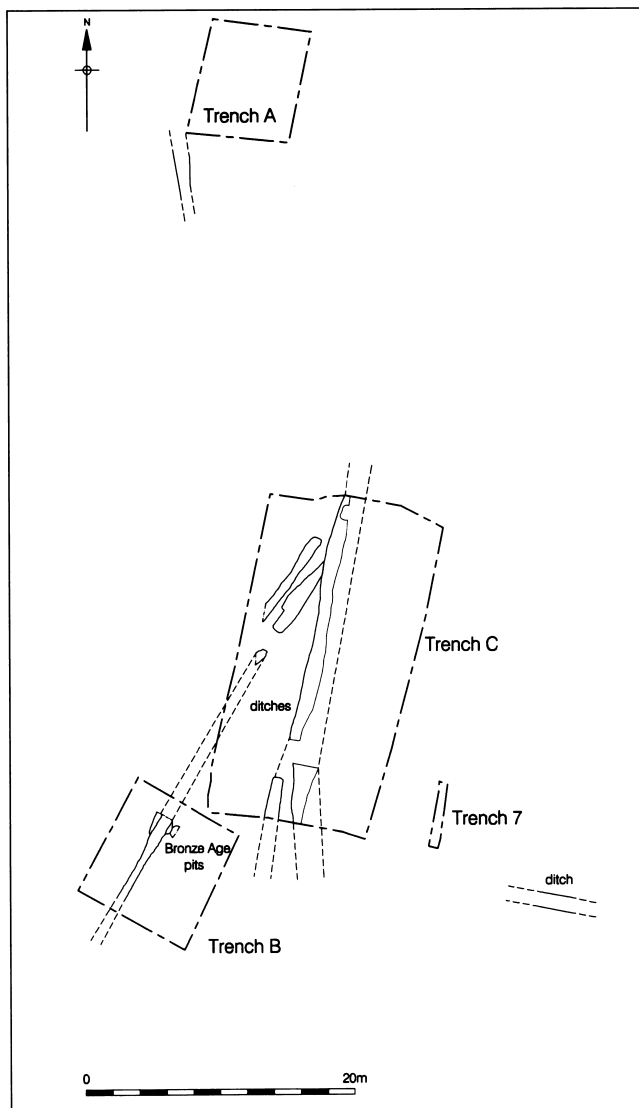 N
Trench A
Trench C
ditches
Trench 7
Bronze Age
pits
ditch
Trench B
0 20m